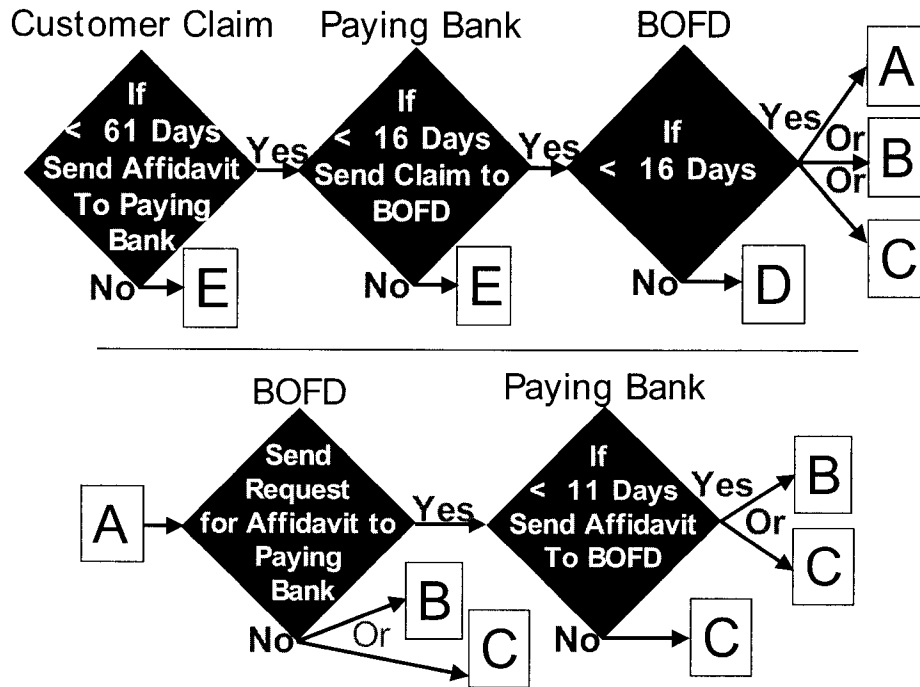 Customer Claim
If
< 61 Days
Send Affidavit
To Paying
Bank
Yes
No
E
Paying Bank
If
< 16 Days
Send Claim to
BOFD
Yes
No
E
BOFD
If
< 16 Days
Yes
Or
Or
A
B
C
No
D
A
BOFD
Send
Request
for Affidavit to
Paying
Bank
Yes
No
Or
B
C
Paying Bank
If
< 11 Days
Send Affidavit
To BOFD
Yes
Or
B
C
No
C